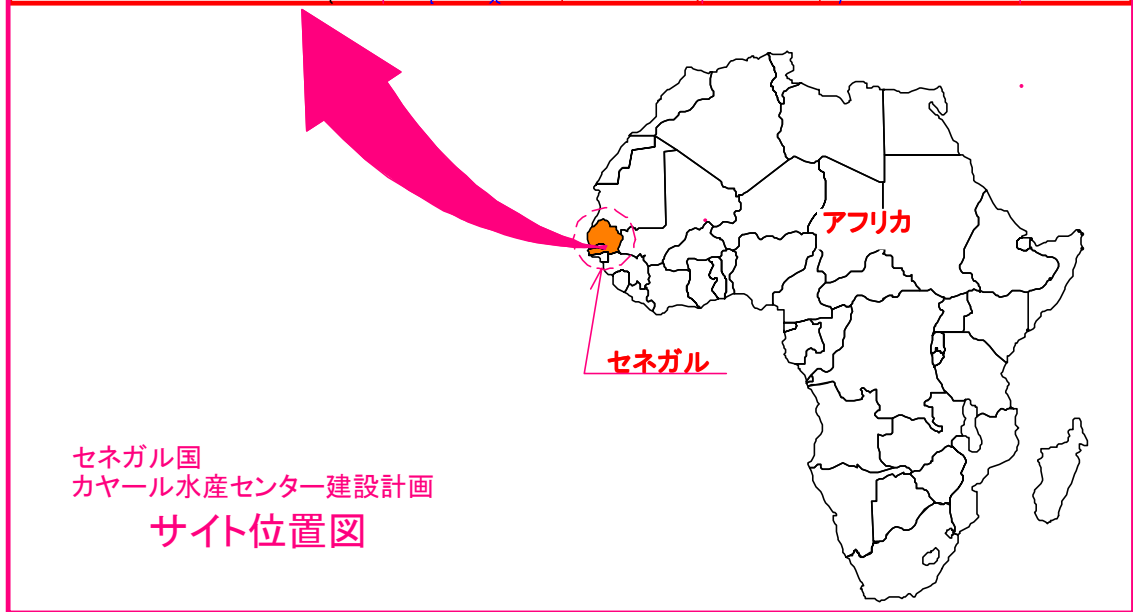 アフリカ
セネガル
セネガル国
カヤール水産センター建設計画
サイト位置図